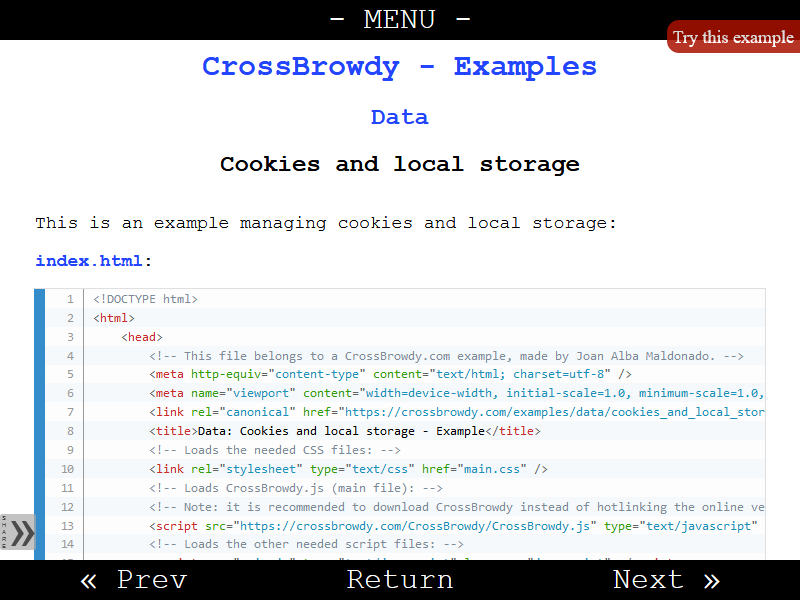 - MENU -
Try this example
CrossBrowdy - Examples
Data
Cookies and local storage
This is an example managing cookies and local storage:
index.html:
1 <!DOCTYPE html>
2 <html>
3 <head>
4 <!-- This file belongs to a CrossBrowdy.com example, made by Joan Alba Maldonado. -->
5 <meta http-equiv="content-type" content="text/html; charset=utf-8" />
6 <meta name="viewport" content="width=device-width, initial-scale=1.0, minimum-scale=1.0,
7 <link rel="canonical" href="https://crossbrowdy.com/examples/data/cookies_and_local_stor
8 <title>Data: Cookies and local storage - Example</title>
9 <!-- Loads the needed CSS files: -->
10 <link rel="stylesheet" type="text/css" href="main.css" />
11 <!-- Loads CrossBrowdy.js (main file): -->
12 <!-- Note: it is recommended to download CrossBrowdy instead of hotlinking the online ve
13 <script src="https://crossbrowdy.com/CrossBrowdy/CrossBrowdy.js" type="text/javascript"
14 <!-- Loads the other needed script files: -->
SHARE »
« Prev Return Next »